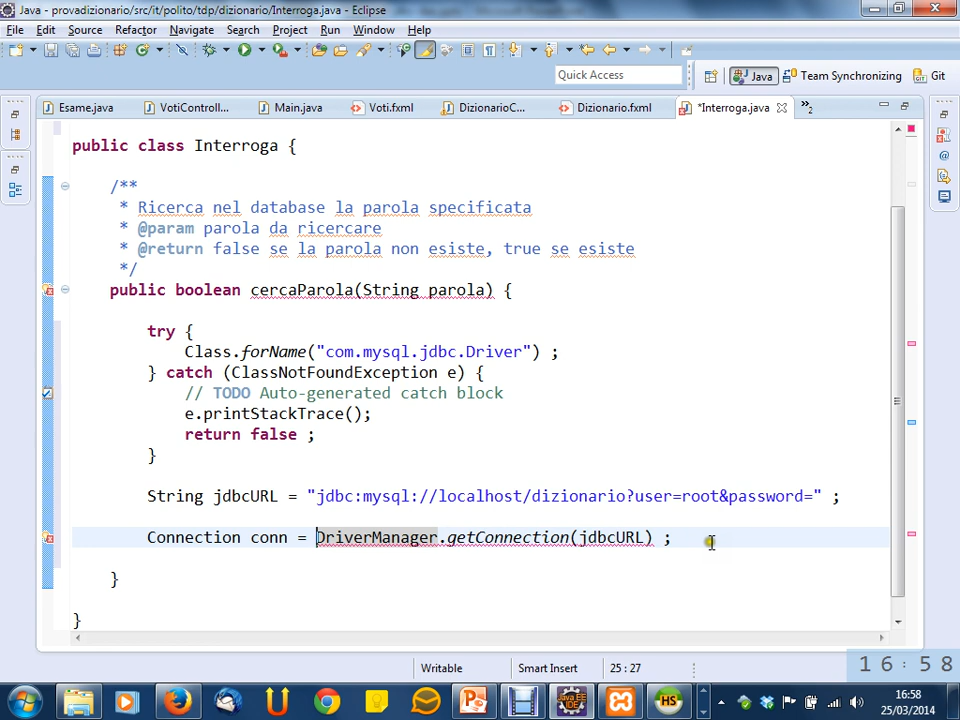 Java - provadizionario/src/it/polito/tdp/dizionario/Interroga.java - Eclipse
File Edit Source Refactor Navigate Search Project Run Window Help
Quick Access
Java
Team Synchronizing
Git
Esame.java
VotiControll...
Main.java
Voti.fxml
DizionarioC...
Dizionario.fxml
*Interroga.java
»2
public class Interroga {
/**
* Ricerca nel database la parola specificata
* @param parola da ricercare
* @return false se la parola non esiste, true se esiste
*/
public boolean cercaParola(String parola) {
try {
Class.forName("com.mysql.jdbc.Driver") ;
} catch (ClassNotFoundException e) {
// TODO Auto-generated catch block
e.printStackTrace();
return false ;
}
String jdbcURL = "jdbc:mysql://localhost/dizionario?user=root&password=" ;
Connection conn = DriverManager.getConnection(jdbcURL) ;
}
}
Writable
Smart Insert
25 : 27
16:58
16:58
25/03/2014